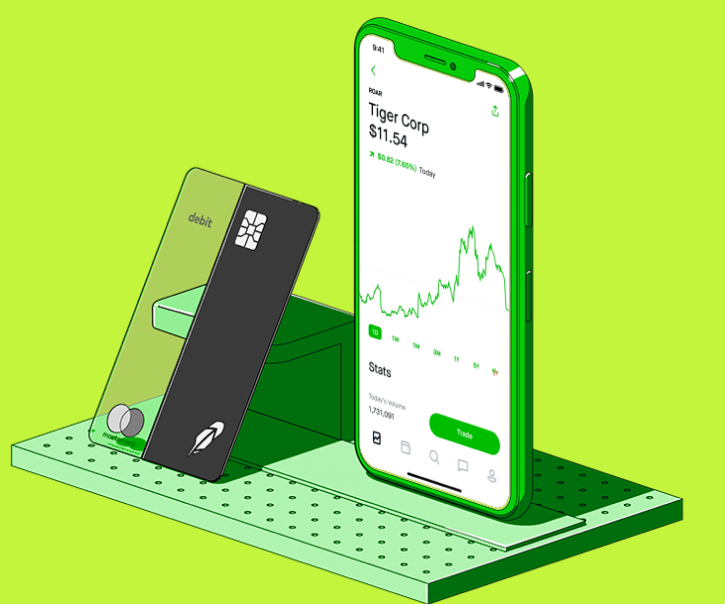 debit
mastercard
9:41
ROAR
Tiger Corp
$11.54
$0.82 (7.65%) Today
1D 1W 1M 3M 1Y 5Y
Stats
Today's Volume
1,731,091
Trade